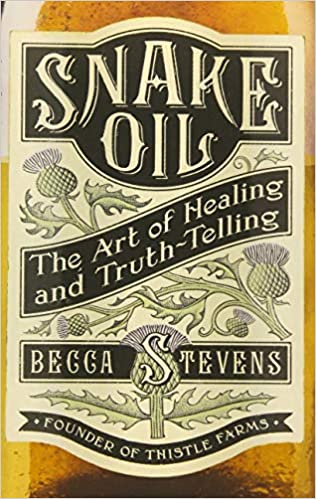 SNAKE
OIL
The Art of Healing
and Truth-Telling
BECCA STEVENS
• FOUNDER OF THISTLE FARMS •